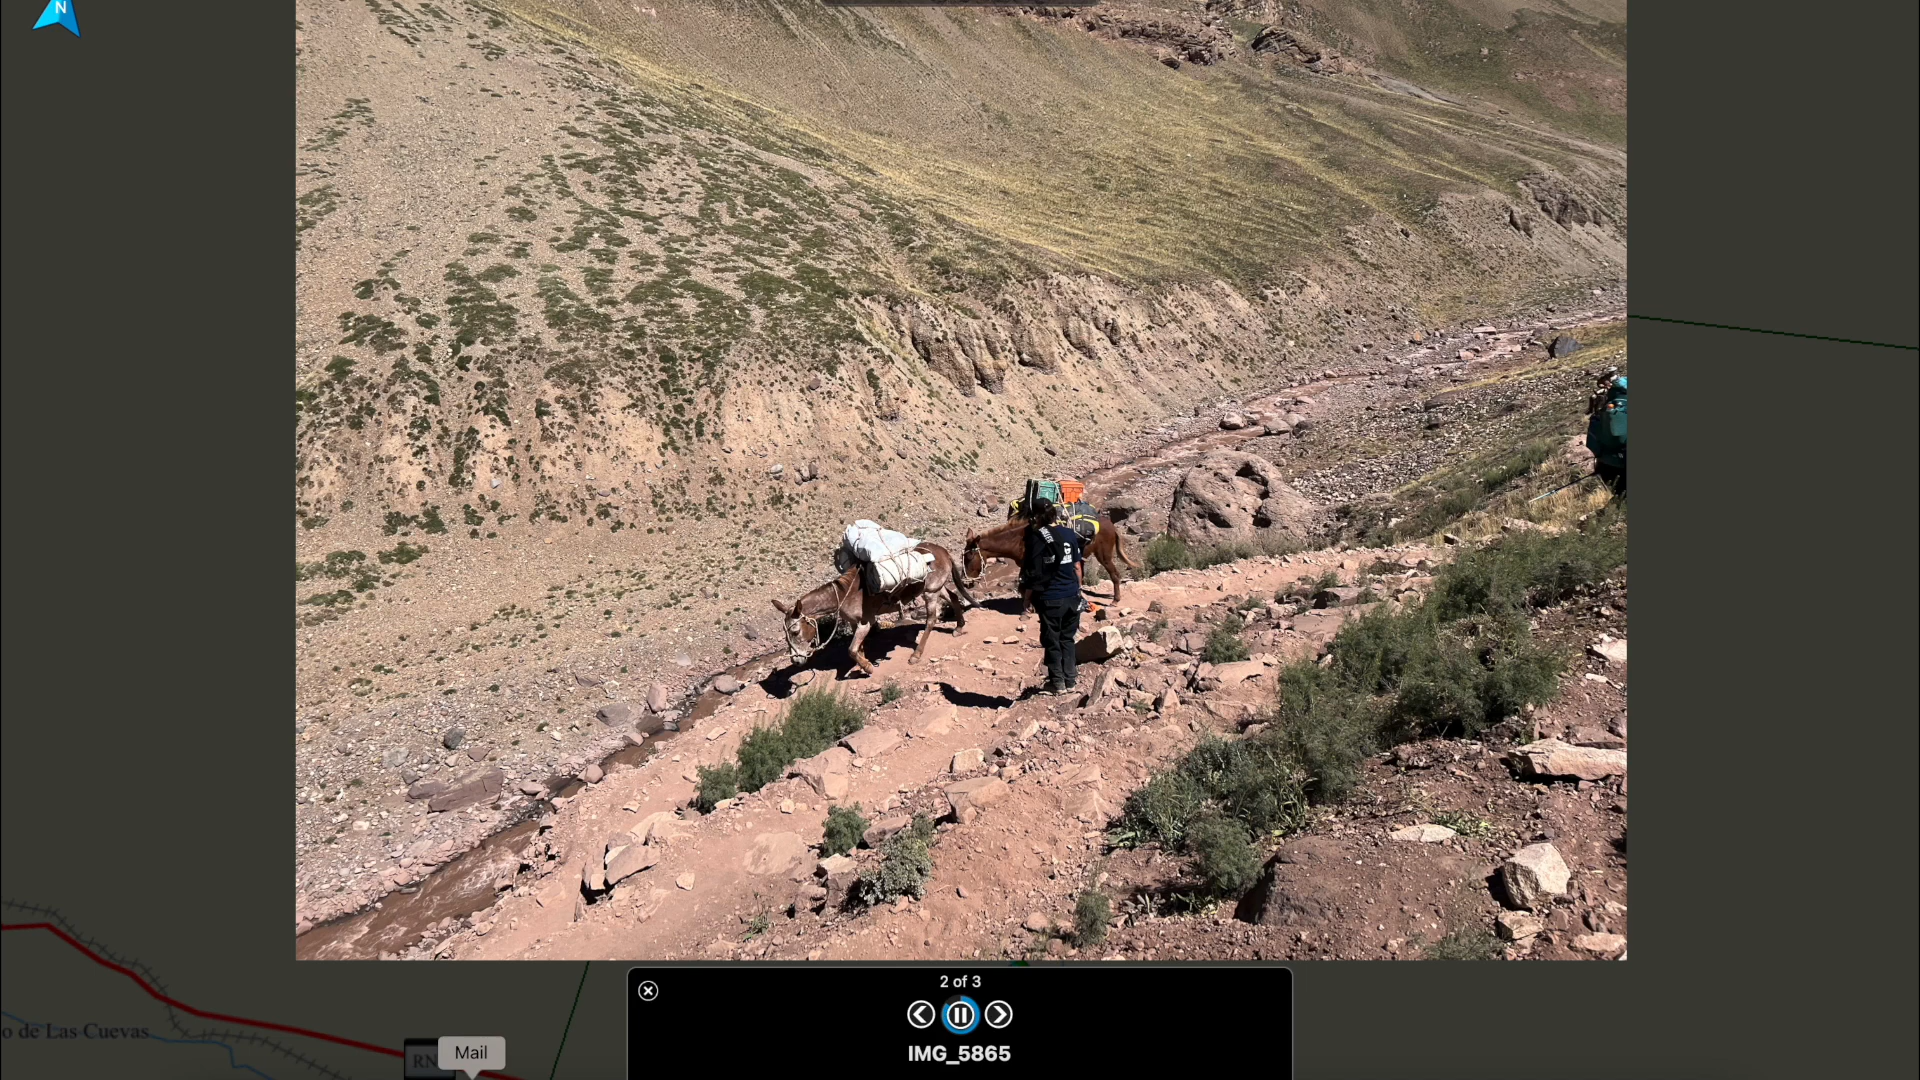 N
2 of 3
IMG_5865
o de Las Cuevas
RN
Mail